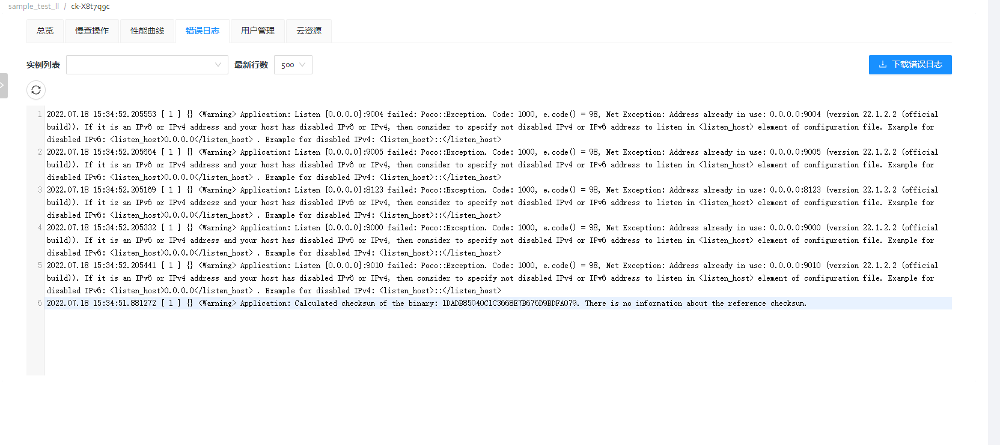 sample_test_ll / ck-X8t7q9c
总览 慢查操作 性能曲线 错误日志 用户管理 云资源
实例列表 最新行数 500 下载错误日志
1 2022.07.18 15:34:52.205553 [ 1 ] {} <Warning> Application: Listen [0.0.0.0]:9004 failed: Poco::Exception. Code: 1000, e.code() = 98, Net Exception: Address already in use: 0.0.0.0:9004 (version 22.1.2.2 (official
build)). If it is an IPv6 or IPv4 address and your host has disabled IPv6 or IPv4, then consider to specify not disabled IPv4 or IPv6 address to listen in <listen_host> element of configuration file. Example for
disabled IPv6: <listen_host>0.0.0.0</listen_host> . Example for disabled IPv4: <listen_host>::</listen_host>
2 2022.07.18 15:34:52.205664 [ 1 ] {} <Warning> Application: Listen [0.0.0.0]:9005 failed: Poco::Exception. Code: 1000, e.code() = 98, Net Exception: Address already in use: 0.0.0.0:9005 (version 22.1.2.2 (official
build)). If it is an IPv6 or IPv4 address and your host has disabled IPv6 or IPv4, then consider to specify not disabled IPv4 or IPv6 address to listen in <listen_host> element of configuration file. Example for
disabled IPv6: <listen_host>0.0.0.0</listen_host> . Example for disabled IPv4: <listen_host>::</listen_host>
3 2022.07.18 15:34:52.205169 [ 1 ] {} <Warning> Application: Listen [0.0.0.0]:8123 failed: Poco::Exception. Code: 1000, e.code() = 98, Net Exception: Address already in use: 0.0.0.0:8123 (version 22.1.2.2 (official
build)). If it is an IPv6 or IPv4 address and your host has disabled IPv6 or IPv4, then consider to specify not disabled IPv4 or IPv6 address to listen in <listen_host> element of configuration file. Example for
disabled IPv6: <listen_host>0.0.0.0</listen_host> . Example for disabled IPv4: <listen_host>::</listen_host>
4 2022.07.18 15:34:52.205332 [ 1 ] {} <Warning> Application: Listen [0.0.0.0]:9000 failed: Poco::Exception. Code: 1000, e.code() = 98, Net Exception: Address already in use: 0.0.0.0:9000 (version 22.1.2.2 (official
build)). If it is an IPv6 or IPv4 address and your host has disabled IPv6 or IPv4, then consider to specify not disabled IPv4 or IPv6 address to listen in <listen_host> element of configuration file. Example for
disabled IPv6: <listen_host>0.0.0.0</listen_host> . Example for disabled IPv4: <listen_host>::</listen_host>
5 2022.07.18 15:34:52.205441 [ 1 ] {} <Warning> Application: Listen [0.0.0.0]:9010 failed: Poco::Exception. Code: 1000, e.code() = 98, Net Exception: Address already in use: 0.0.0.0:9010 (version 22.1.2.2 (official
build)). If it is an IPv6 or IPv4 address and your host has disabled IPv6 or IPv4, then consider to specify not disabled IPv4 or IPv6 address to listen in <listen_host> element of configuration file. Example for
disabled IPv6: <listen_host>0.0.0.0</listen_host> . Example for disabled IPv4: <listen_host>::</listen_host>
6 2022.07.18 15:34:51.881272 [ 1 ] {} <Warning> Application: Calculated checksum of the binary: 1DADB85040C1C3668E7B676D9BDFA079. There is no information about the reference checksum.